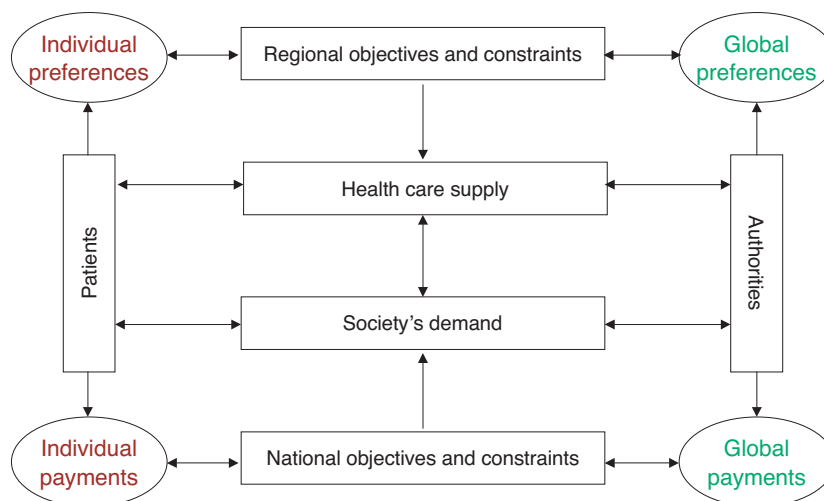 Individual
preferences
Regional objectives and constraints
Global
preferences
Health care supply
Patients
Authorities
Society’s demand
Individual
payments
National objectives and constraints
Global
payments